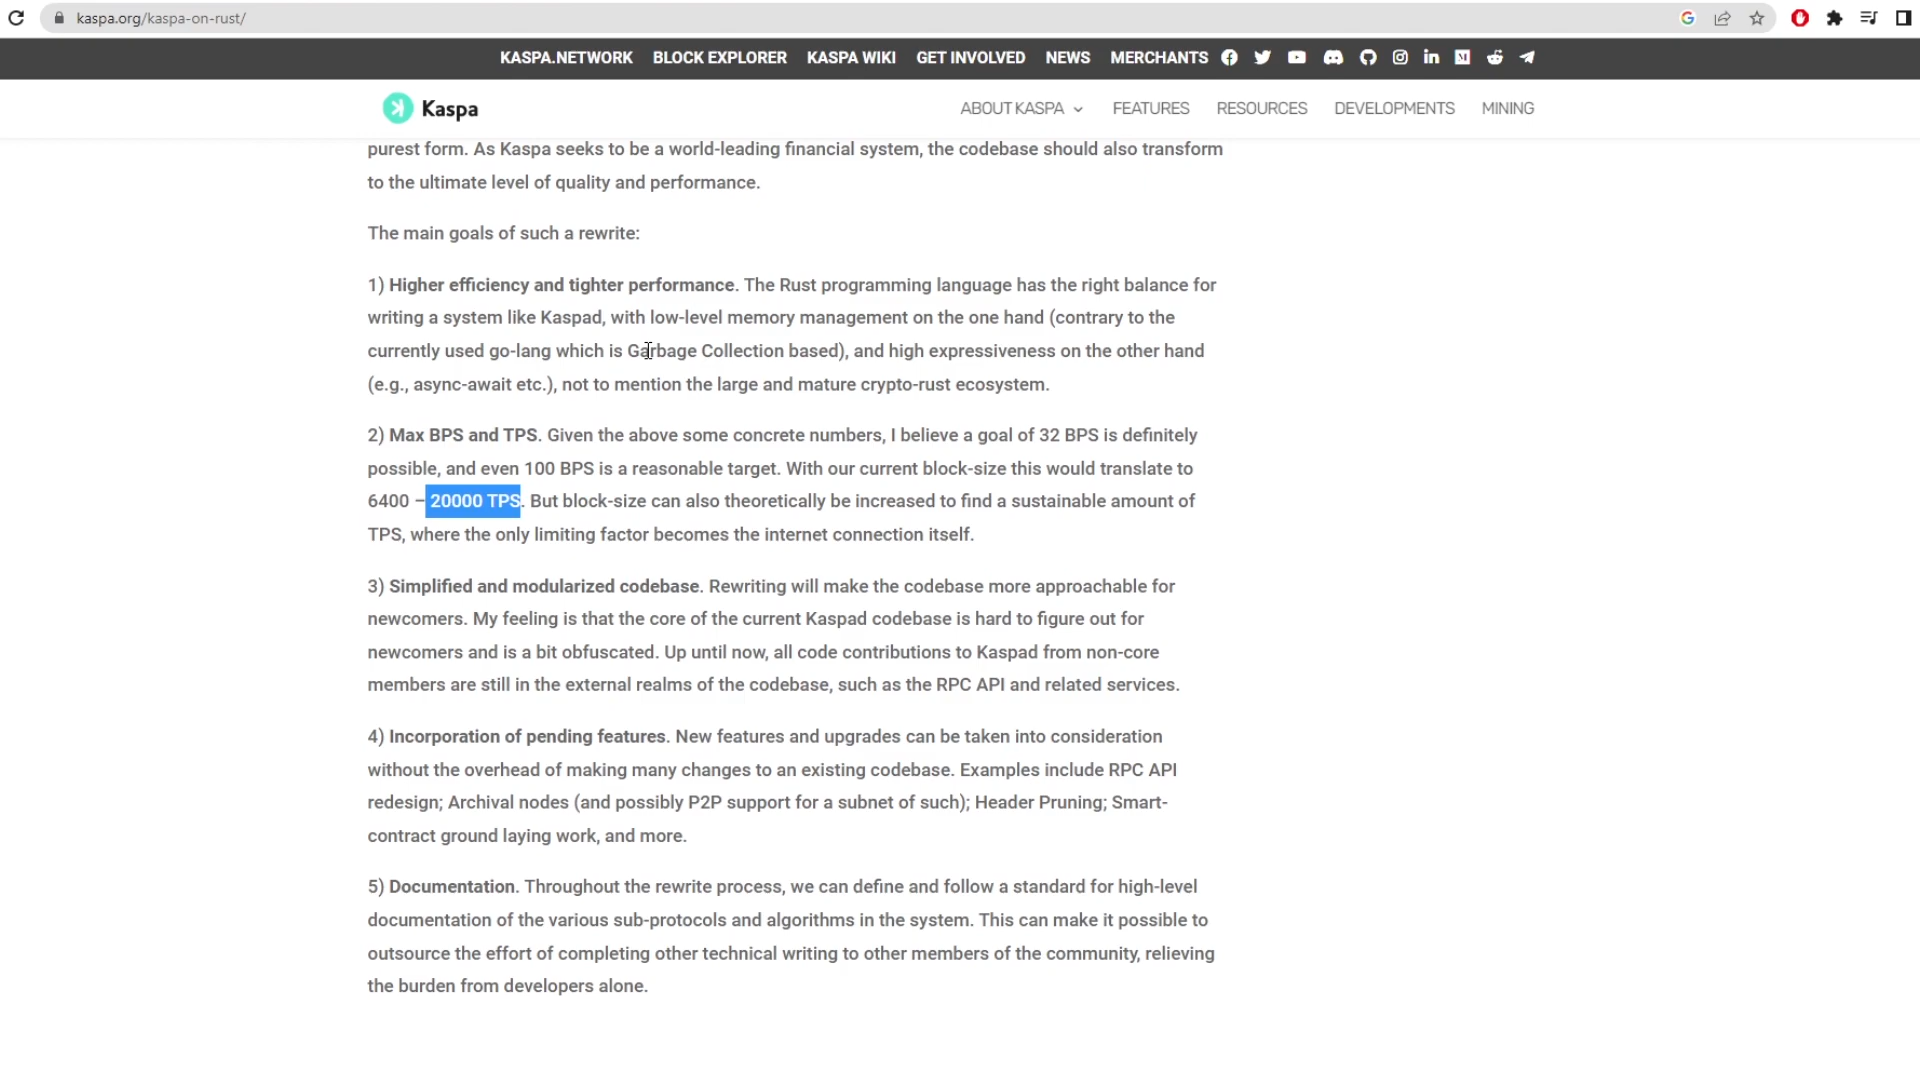 kaspa.org/kaspa-on-rust/
KASPA.NETWORK BLOCK EXPLORER KASPA WIKI GET INVOLVED NEWS MERCHANTS
Kaspa
ABOUT KASPA FEATURES RESOURCES DEVELOPMENTS MINING
purest form. As Kaspa seeks to be a world-leading financial system, the codebase should also transform
to the ultimate level of quality and performance.
The main goals of such a rewrite:
1) Higher efficiency and tighter performance. The Rust programming language has the right balance for
writing a system like Kaspad, with low-level memory management on the one hand (contrary to the
currently used go-lang which is Garbage Collection based), and high expressiveness on the other hand
(e.g., async-await etc.), not to mention the large and mature crypto-rust ecosystem.
2) Max BPS and TPS. Given the above some concrete numbers, I believe a goal of 32 BPS is definitely
possible, and even 100 BPS is a reasonable target. With our current block-size this would translate to
6400 – 20000 TPS. But block-size can also theoretically be increased to find a sustainable amount of
TPS, where the only limiting factor becomes the internet connection itself.
3) Simplified and modularized codebase. Rewriting will make the codebase more approachable for
newcomers. My feeling is that the core of the current Kaspad codebase is hard to figure out for
newcomers and is a bit obfuscated. Up until now, all code contributions to Kaspad from non-core
members are still in the external realms of the codebase, such as the RPC API and related services.
4) Incorporation of pending features. New features and upgrades can be taken into consideration
without the overhead of making many changes to an existing codebase. Examples include RPC API
redesign; Archival nodes (and possibly P2P support for a subnet of such); Header Pruning; Smart-
contract ground laying work, and more.
5) Documentation. Throughout the rewrite process, we can define and follow a standard for high-level
documentation of the various sub-protocols and algorithms in the system. This can make it possible to
outsource the effort of completing other technical writing to other members of the community, relieving
the burden from developers alone.